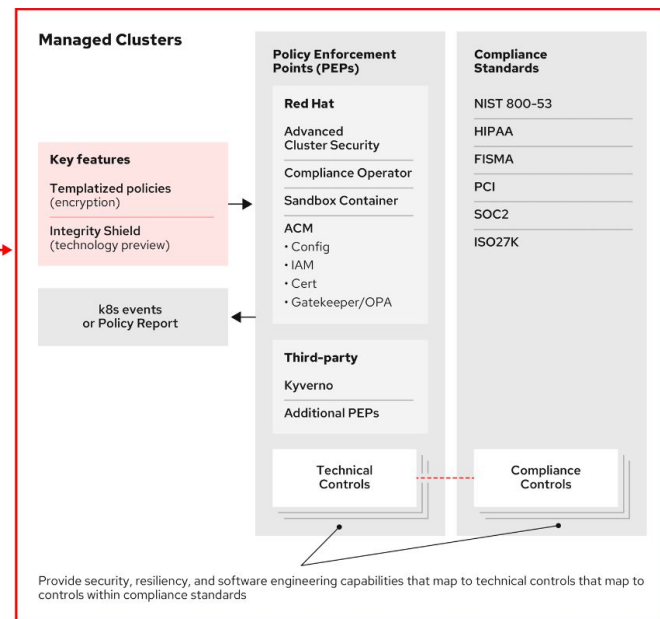 Managed Clusters
Key features
Templatized policies
(encryption)
Integrity Shield
(technology preview)
k8s events
or Policy Report
Policy Enforcement
Points (PEPs)
Red Hat
Advanced
Cluster Security
Compliance Operator
Sandbox Container
ACM
• Config
• IAM
• Cert
• Gatekeeper/OPA
Third-party
Kyverno
Additional PEPs
Technical
Controls
Compliance
Standards
NIST 800-53
HIPAA
FISMA
PCI
SOC2
ISO27K
Compliance
Controls
Provide security, resiliency, and software engineering capabilities that map to technical controls that map to
controls within compliance standards